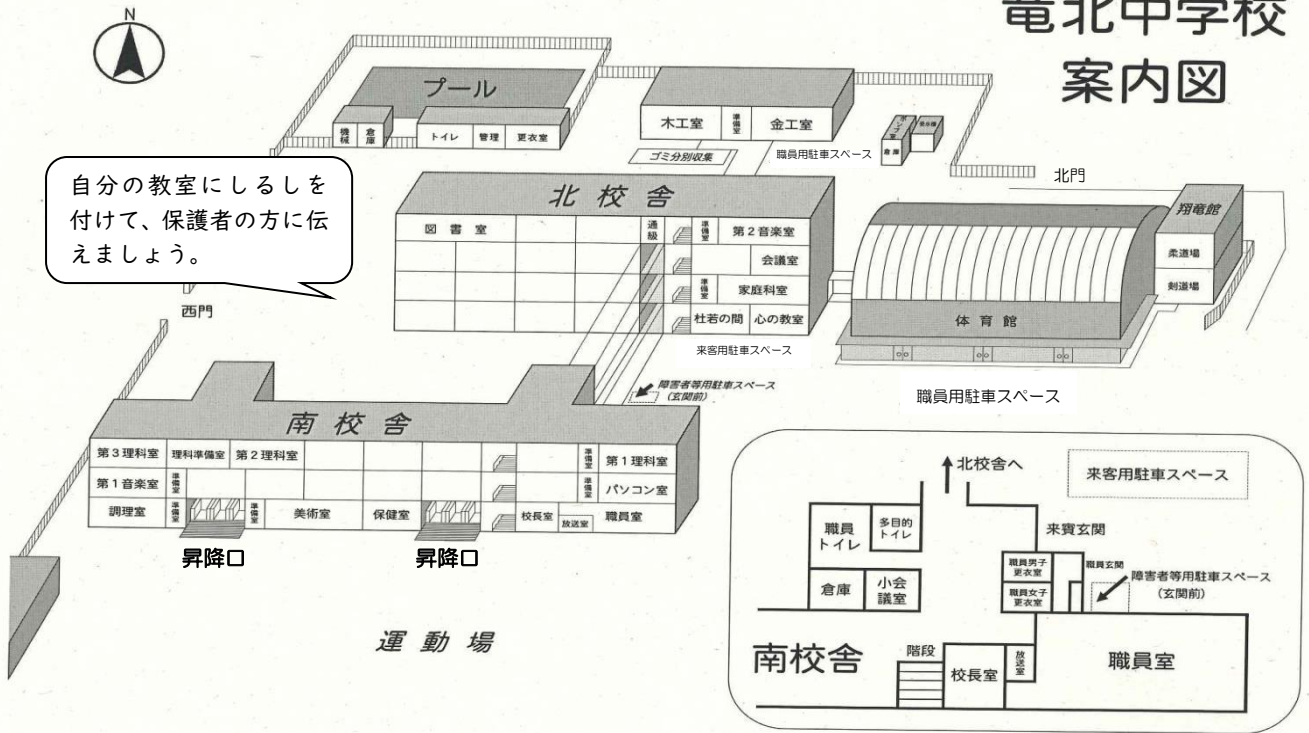 竜北中学校
案内図
N
プール
機械
倉庫
トイレ
管理
更衣室
木工室
準備室
金工室
ゴミ分別収集
職員用駐車スペース
ポンプ室
倉庫
北門
自分の教室にしるしを
付けて、保護者の方に伝
えましょう。
西門
北校舎
図書室
通級
準備室
第2音楽室
会議室
準備室
家庭科室
杜若の間
心の教室
来客用駐車スペース
翔竜館
柔道場
剣道場
体育館
職員用駐車スペース
障害者等用駐車スペース
(玄関前)
南校舎
第3理科室
理科準備室
第2理科室
準備室
第1理科室
第1音楽室
準備室
準備室
パソコン室
調理室
準備室
準備室
美術室
保健室
校長室
放送室
職員室
昇降口
昇降口
運動場
北校舎へ
来客用駐車スペース
職員
トイレ
多目的
トイレ
来賓玄関
倉庫
小会
議室
職員男子
更衣室
職員女子
更衣室
職員玄関
障害者等用駐車スペース
(玄関前)
南校舎
階段
校長室
放送室
職員室